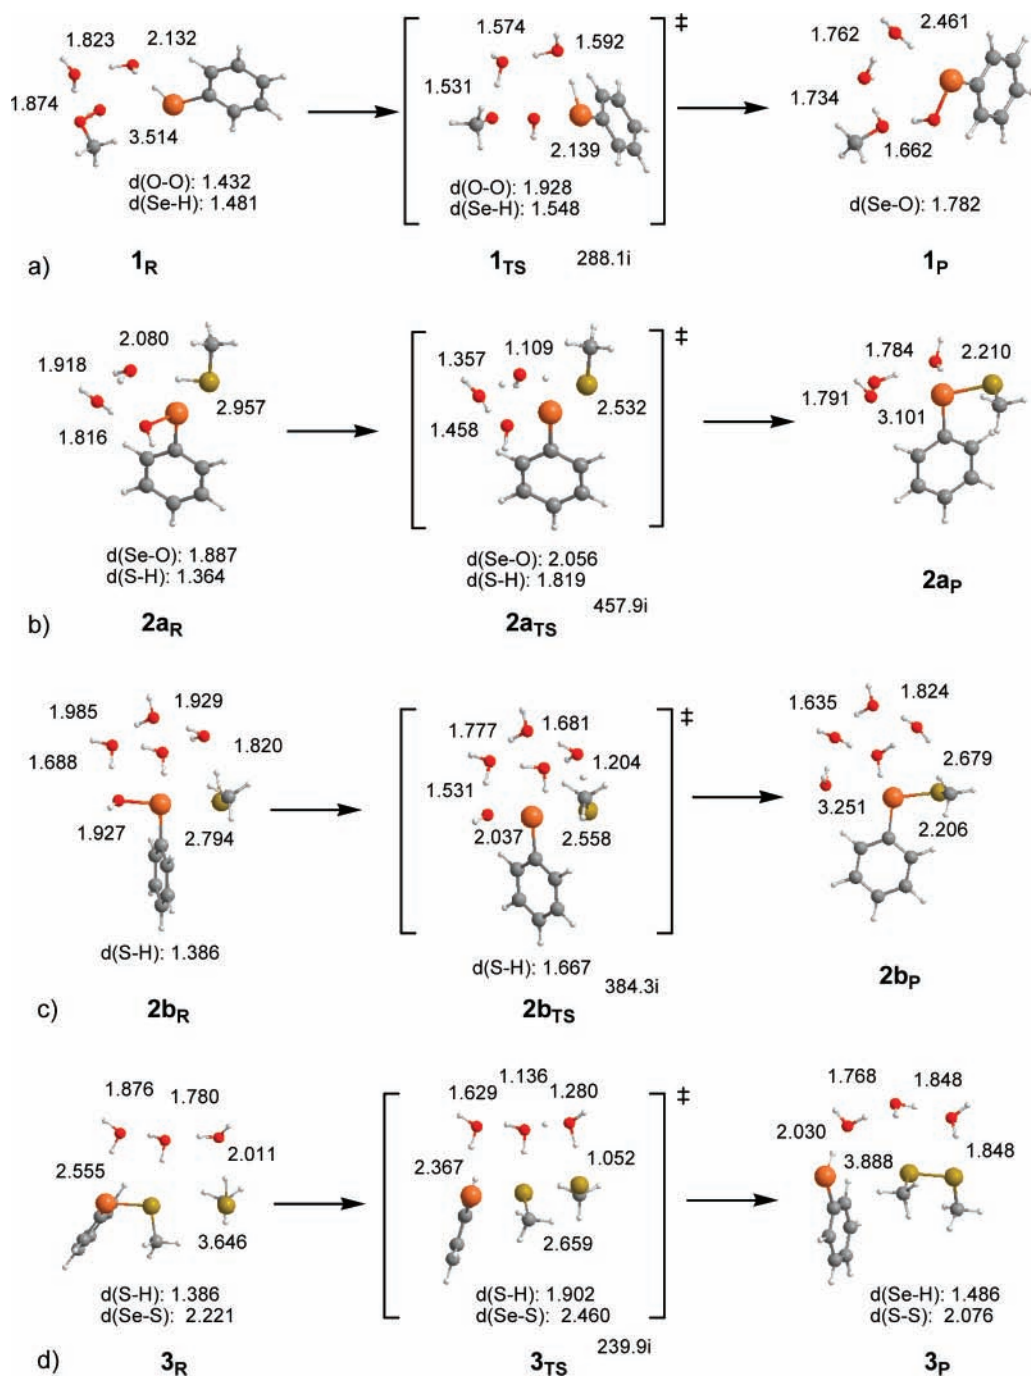 a)
1.823 2.132
1.874
3.514
d(O-O): 1.432
d(Se-H): 1.481
1R
1.574 1.592
1.531
2.139
d(O-O): 1.928
d(Se-H): 1.548
‡
1TS 288.1i
2.461
1.762
1.734
1.662
d(Se-O): 1.782
1P
b)
2.080
1.918
2.957
1.816
d(Se-O): 1.887
d(S-H): 1.364
2aR
1.357 1.109
2.532
1.458
d(Se-O): 2.056
d(S-H): 1.819
‡
2aTS 457.9i
1.784 2.210
1.791
3.101
2aP
c)
1.985 1.929
1.688 1.820
1.927 2.794
d(S-H): 1.386
2bR
1.777 1.681
1.204
1.531
2.037 2.558
d(S-H): 1.667
‡
2bTS 384.3i
1.635 1.824
2.679
3.251
2.206
2bP
d)
1.876 1.780
2.011
2.555
3.646
d(S-H): 1.386
d(Se-S): 2.221
3R
1.136
1.629 1.280
1.052
2.367
2.659
d(S-H): 1.902
d(Se-S): 2.460
‡
3TS 239.9i
1.768 1.848
2.030
3.888 1.848
d(Se-H): 1.486
d(S-S): 2.076
3P